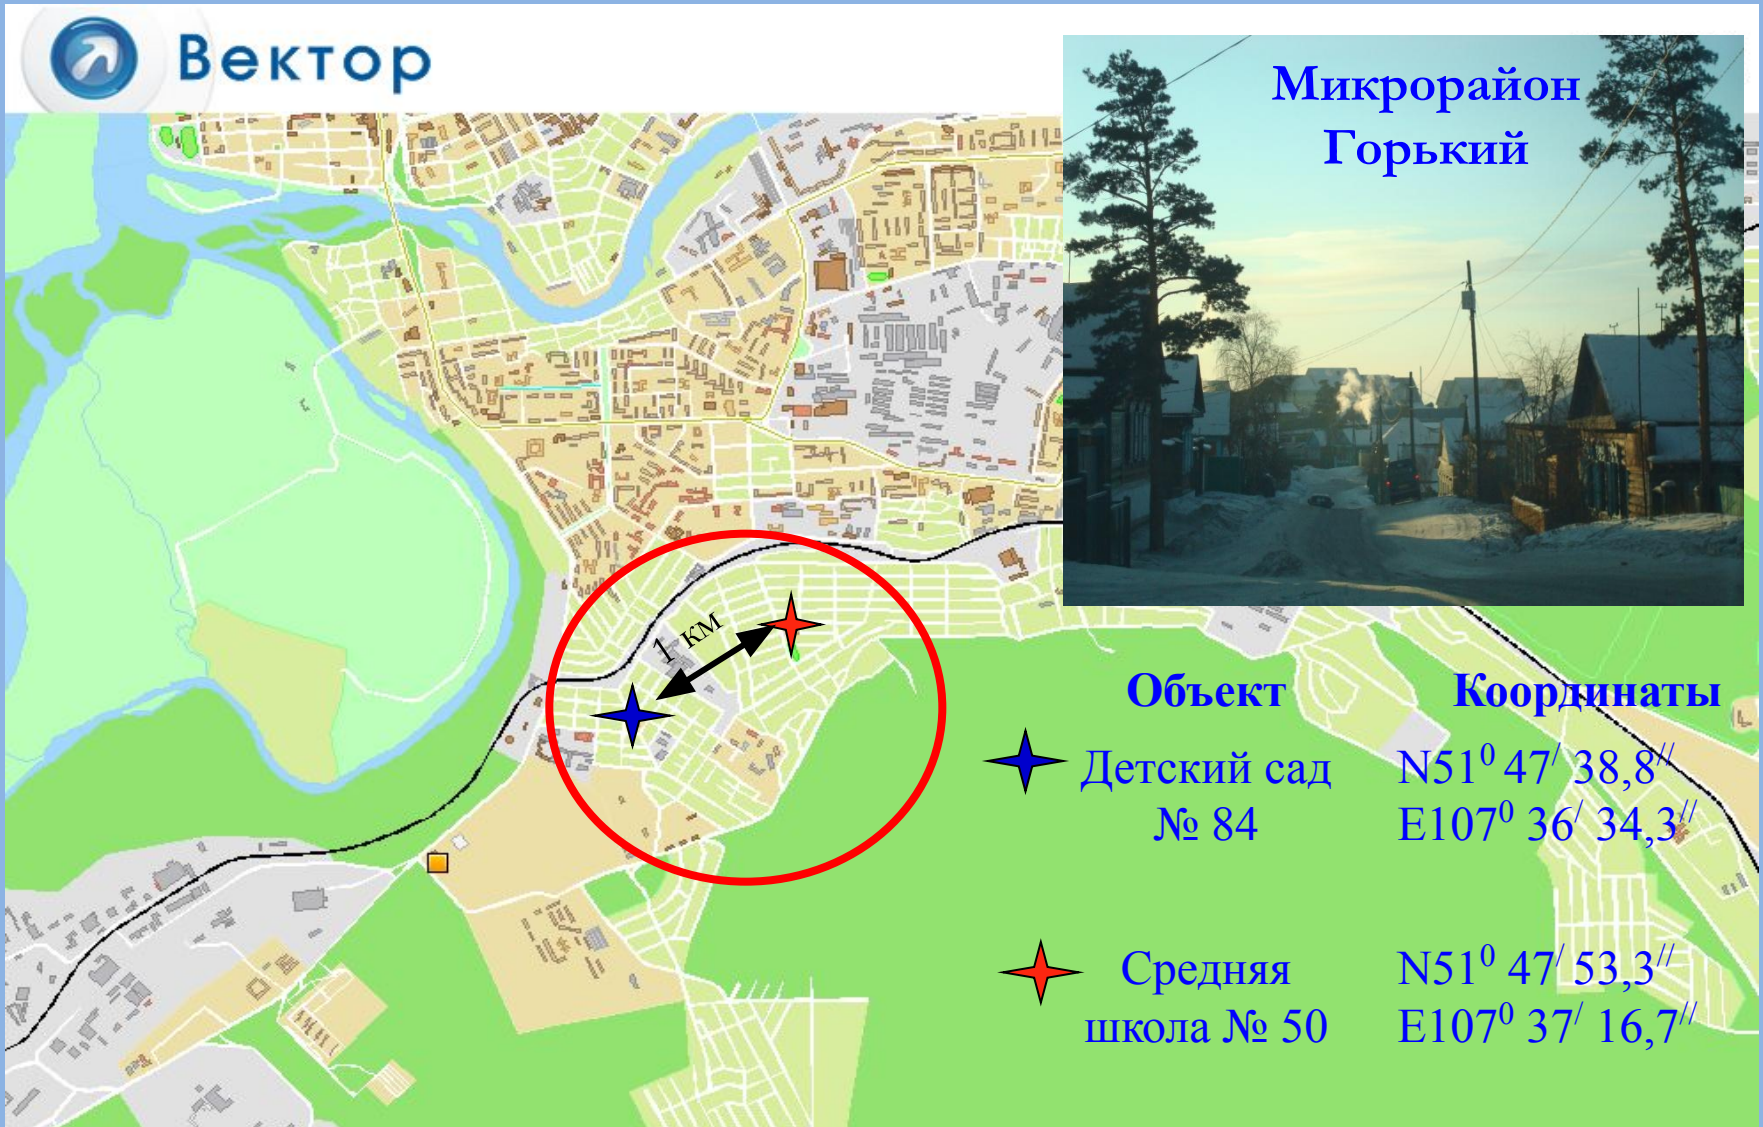 Вектор
Микрорайон
Горький
1 км
Объект Координаты
Детский сад N51⁰ 47/ 38,8//
№ 84 E107⁰ 36/ 34,3//
Средняя N51⁰ 47/ 53,3//
школа № 50 E107⁰ 37/ 16,7//